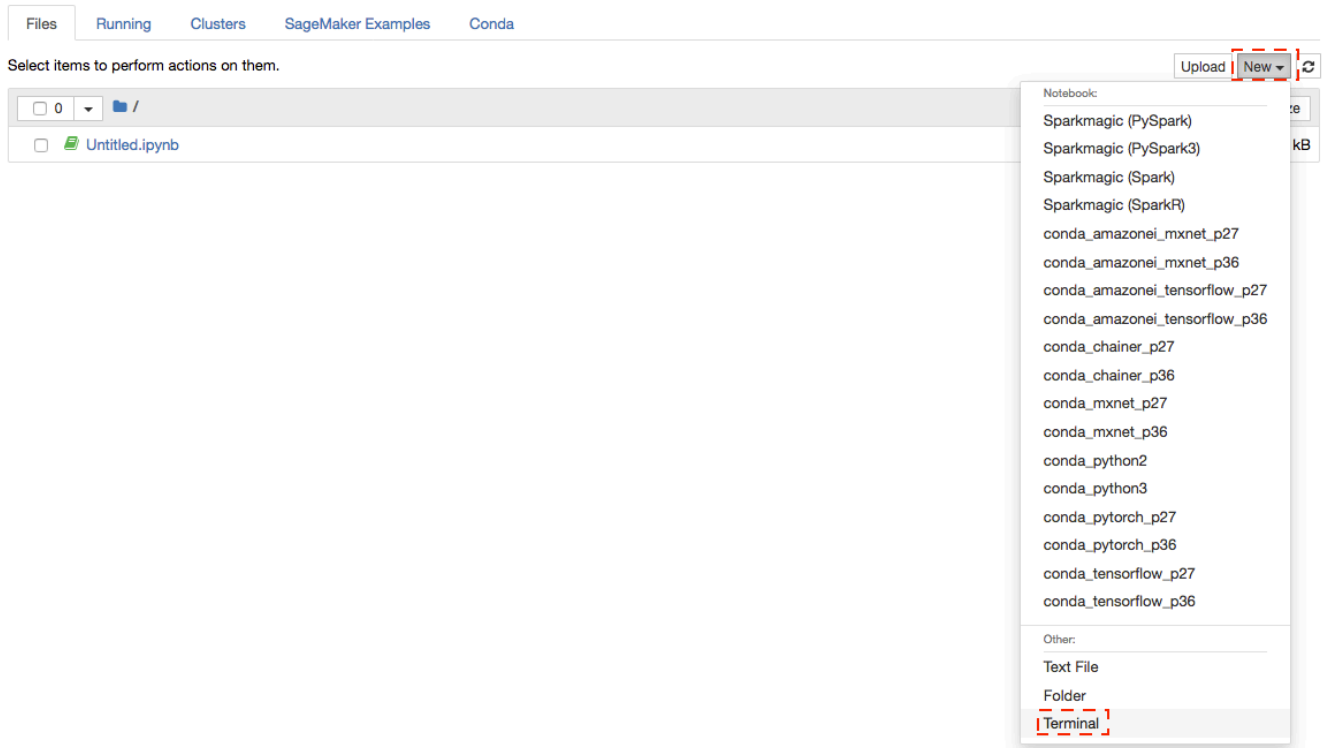 Files Running Clusters SageMaker Examples Conda
Select items to perform actions on them.
Upload New
0 /
Notebook:
Untitled.ipynb
kB
Sparkmagic (PySpark)
Sparkmagic (PySpark3)
Sparkmagic (Spark)
Sparkmagic (SparkR)
conda_amazonei_mxnet_p27
conda_amazonei_mxnet_p36
conda_amazonei_tensorflow_p27
conda_amazonei_tensorflow_p36
conda_chainer_p27
conda_chainer_p36
conda_mxnet_p27
conda_mxnet_p36
conda_python2
conda_python3
conda_pytorch_p27
conda_pytorch_p36
conda_tensorflow_p27
conda_tensorflow_p36
Other:
Text File
Folder
Terminal